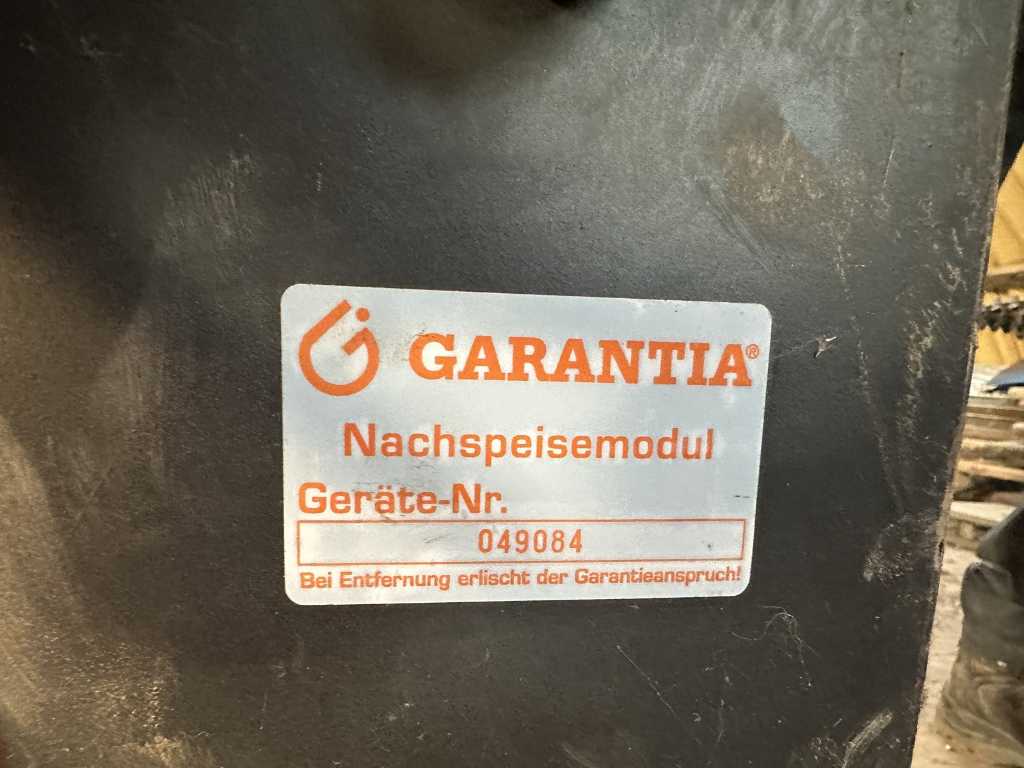 GARANTIA®
Nachspeisemodul
Geräte-Nr.
049084
Bei Entfernung erlischt der Garantieanspruch!